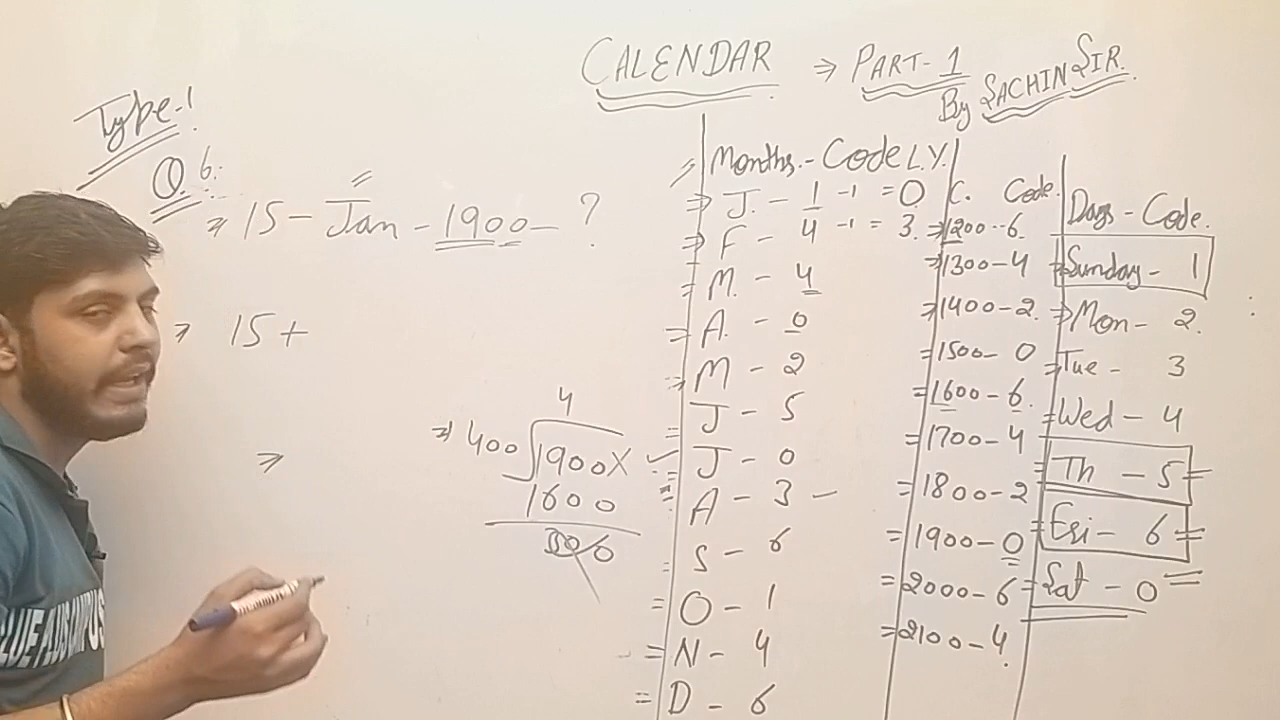 CALENDAR ⇒ PART-1
By SACHIN SIR.
Type-1
Q. 6.
⇒ 15 - Jan - 1900 - ?
⇒ 15 +
⇒
4
⇒ 400 1900 X
1600
300
Months. - Code L.Y.
⇒ J. - 1 -1 = 0
⇒ F - 4 -1 = 3.
= M. - 4
⇒ A. - 0
⇒ M - 2
= J - 5
J - 0
= A - 3 -
= S - 6
= O - 1
= N - 4
= D - 6
C. Code
⇒ 1200 - 6.
⇒ 1300 - 4
⇒ 1400 - 2.
= 1500 - 0
= 1600 - 6.
⇒ 1700 - 4
= 1800 - 2
= 1900 - 0
= 2000 - 6
= 2100 - 4.
Days - Code.
Sunday - 1
⇒ Mon - 2.
⇒ Tue - 3
= Wed - 4
= Th - 5
= Fri - 6
= Sat - 0